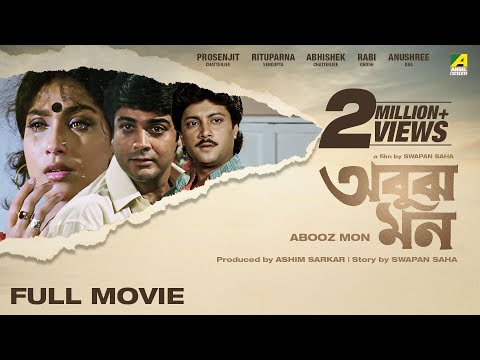 PROSENJIT RITUPARNA ABHISHEK RABI ANUSHREE
CHATTERJEE SENGUPTA CHATTERJEE GHOSH DAS
2 MILLION+
VIEWS
a film by SWAPAN SAHA
অবুঝ
মন
ABOOZ MON
Produced by ASHIM SARKAR | Story by SWAPAN SAHA
FULL MOVIE